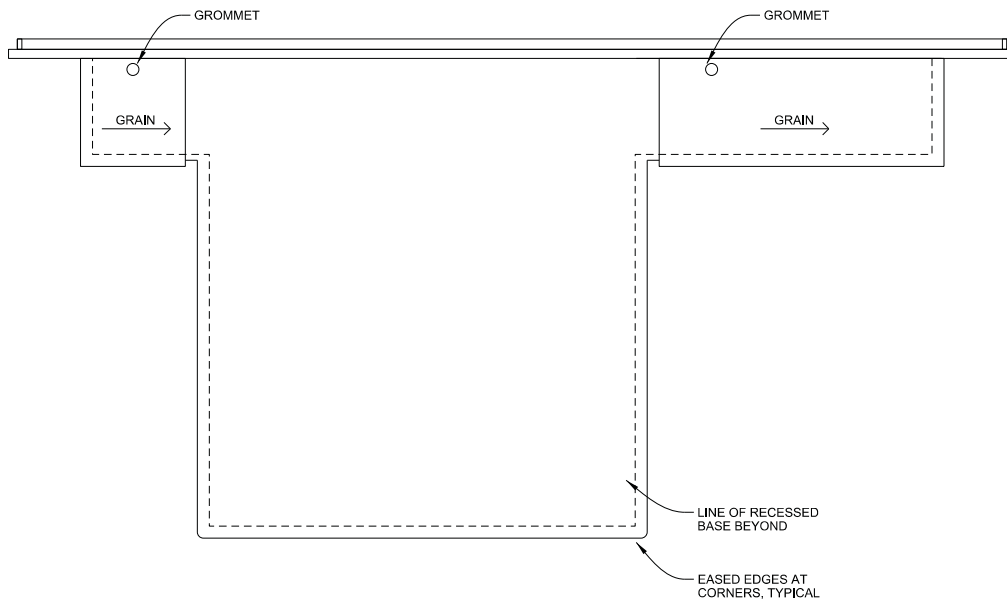 GROMMET
GROMMET
GRAIN
GRAIN
LINE OF RECESSED
BASE BEYOND
EASED EDGES AT
CORNERS, TYPICAL